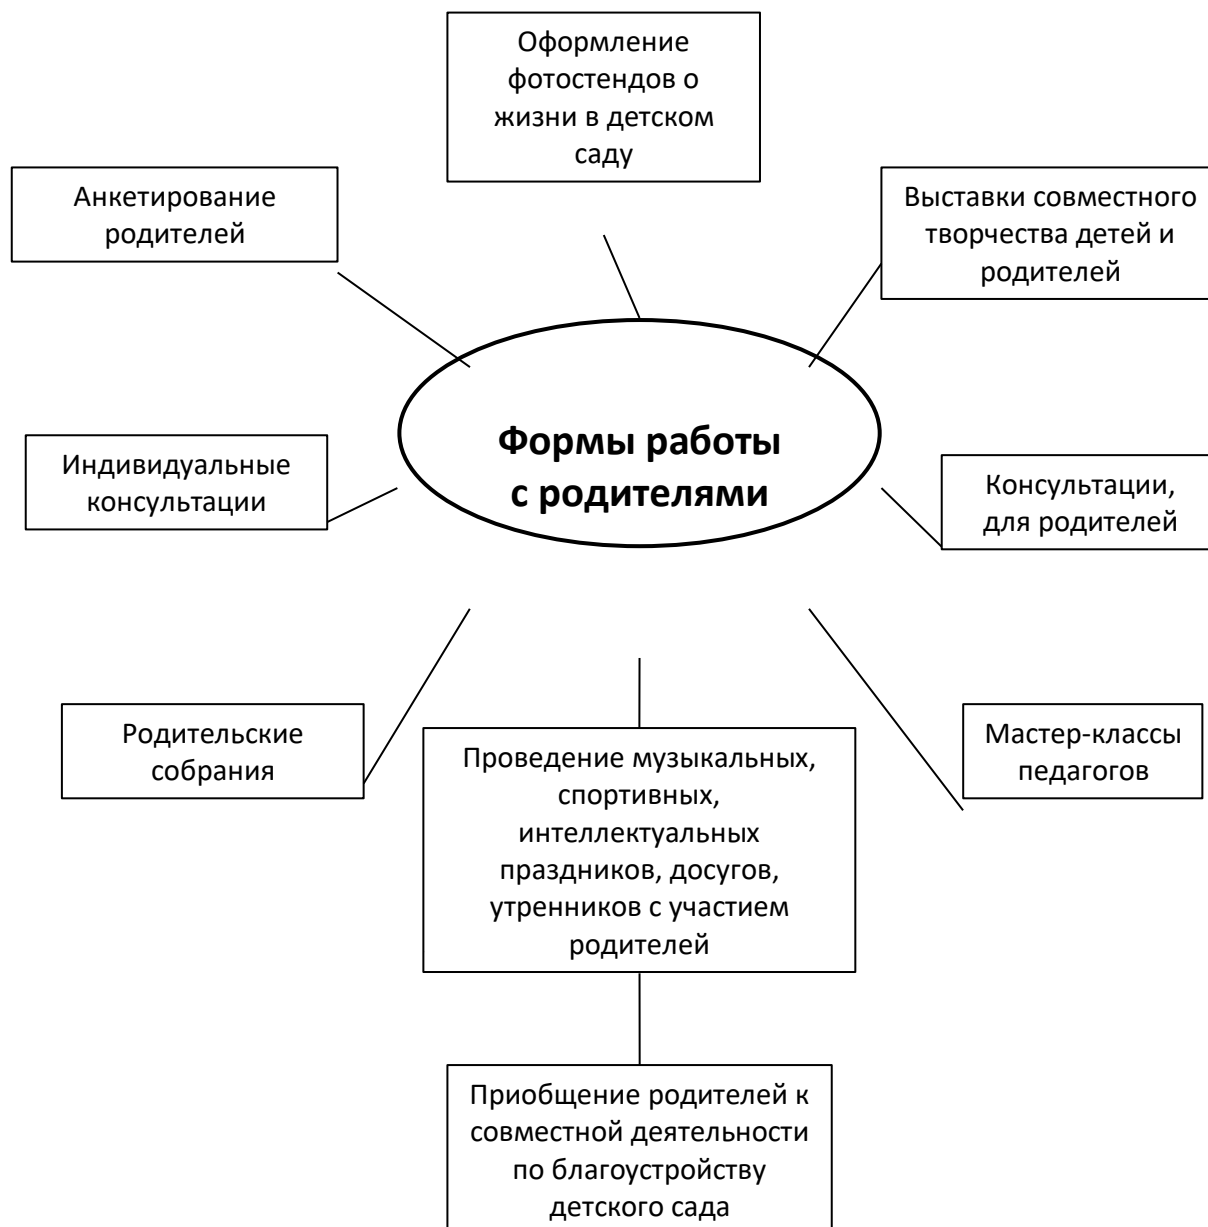 Оформление
фотостендов о
жизни в детском
саду
Анкетирование
родителей
Выставки совместного
творчества детей и
родителей
Формы работы
с родителями
Индивидуальные
консультации
Консультации,
для родителей
Родительские
собрания
Проведение музыкальных,
спортивных,
интеллектуальных
праздников, досугов,
утренников с участием
родителей
Мастер-классы
педагогов
Приобщение родителей к
совместной деятельности
по благоустройству
детского сада